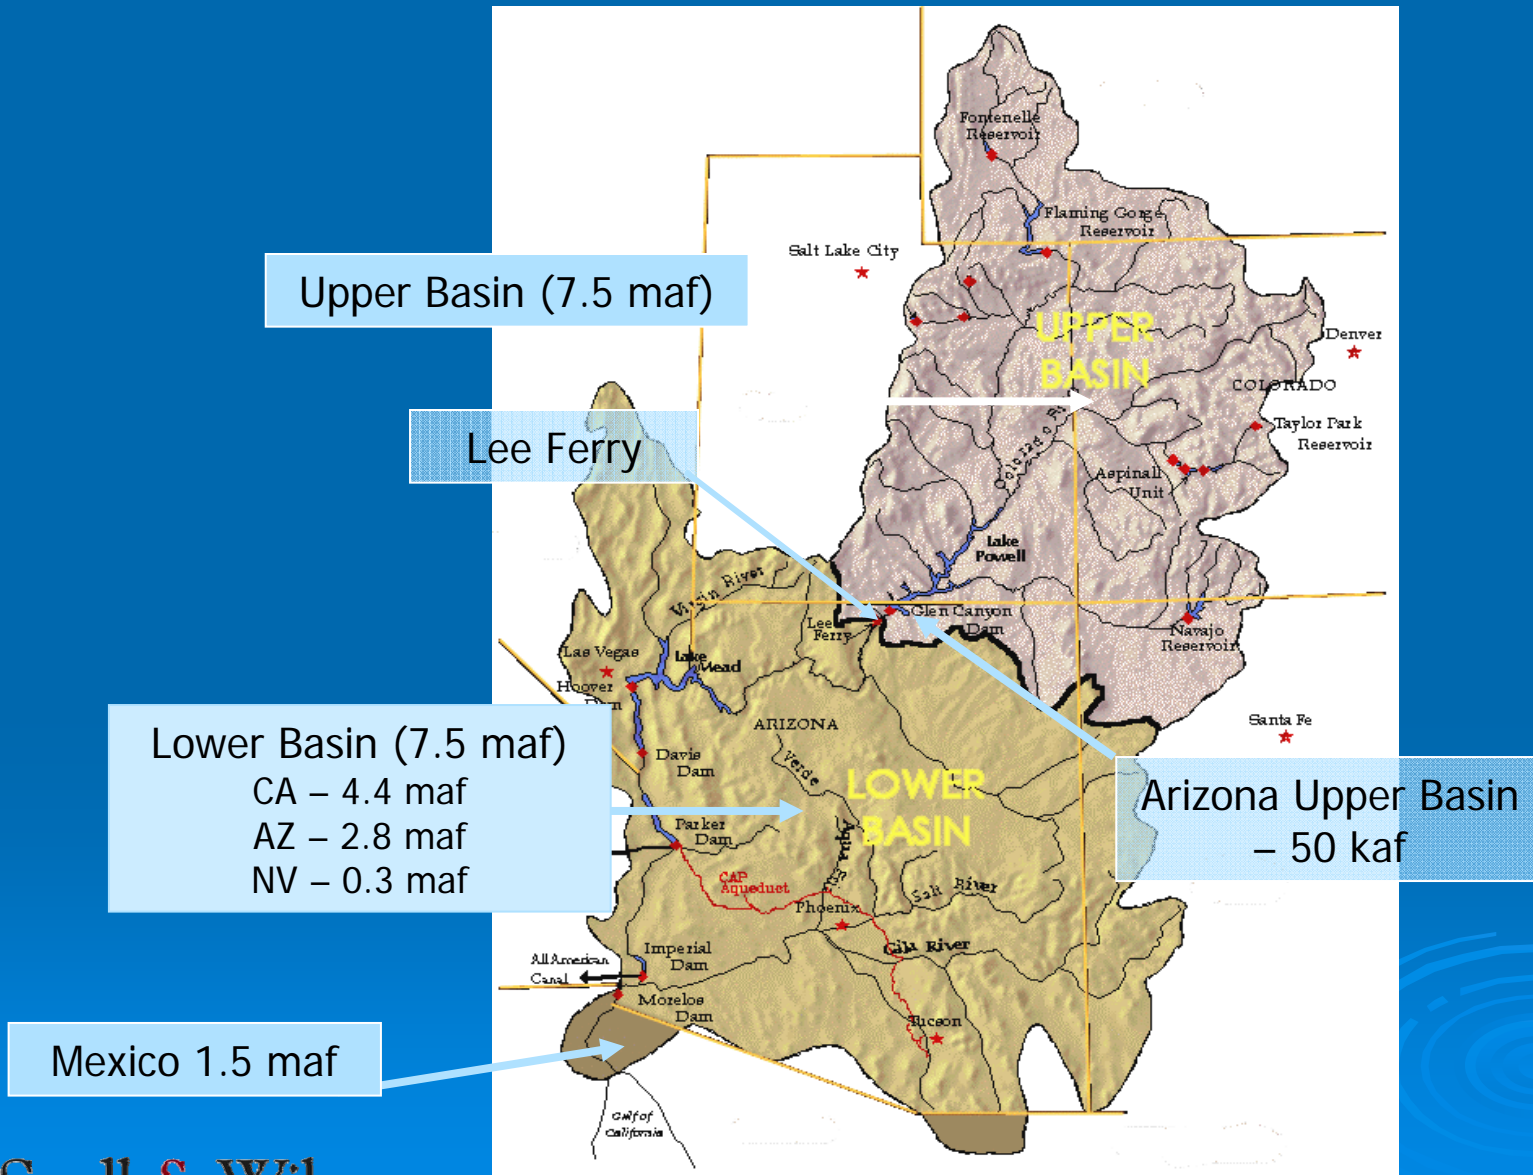 Fontenelle
Reservoir
Flaming Gorge
Reservoir
Salt Lake City
Upper Basin (7.5 maf)
UPPER
BASIN
Denver
COLORADO
Lee Ferry
Colorado
Taylor Park
Reservoir
Aspinall
Unit
Lake
Powell
Virgin River
Glen Canyon
Dam
Lee
Ferry
Navajo
Reservoir
Las Vegas
Lake
Mead
Hoover
Dam
Santa Fe
ARIZONA
Lower Basin (7.5 maf)
CA – 4.4 maf
AZ – 2.8 maf
NV – 0.3 maf
Davis
Dam
Verde
LOWER
BASIN
Arizona Upper Basin
– 50 kaf
Parker
Dam
CAP
Aqueduct
Salt River
Phoenix
Gila River
Imperial
Dam
All American
Canal
Morelos
Dam
Tucson
Mexico 1.5 maf
Gulf of
California